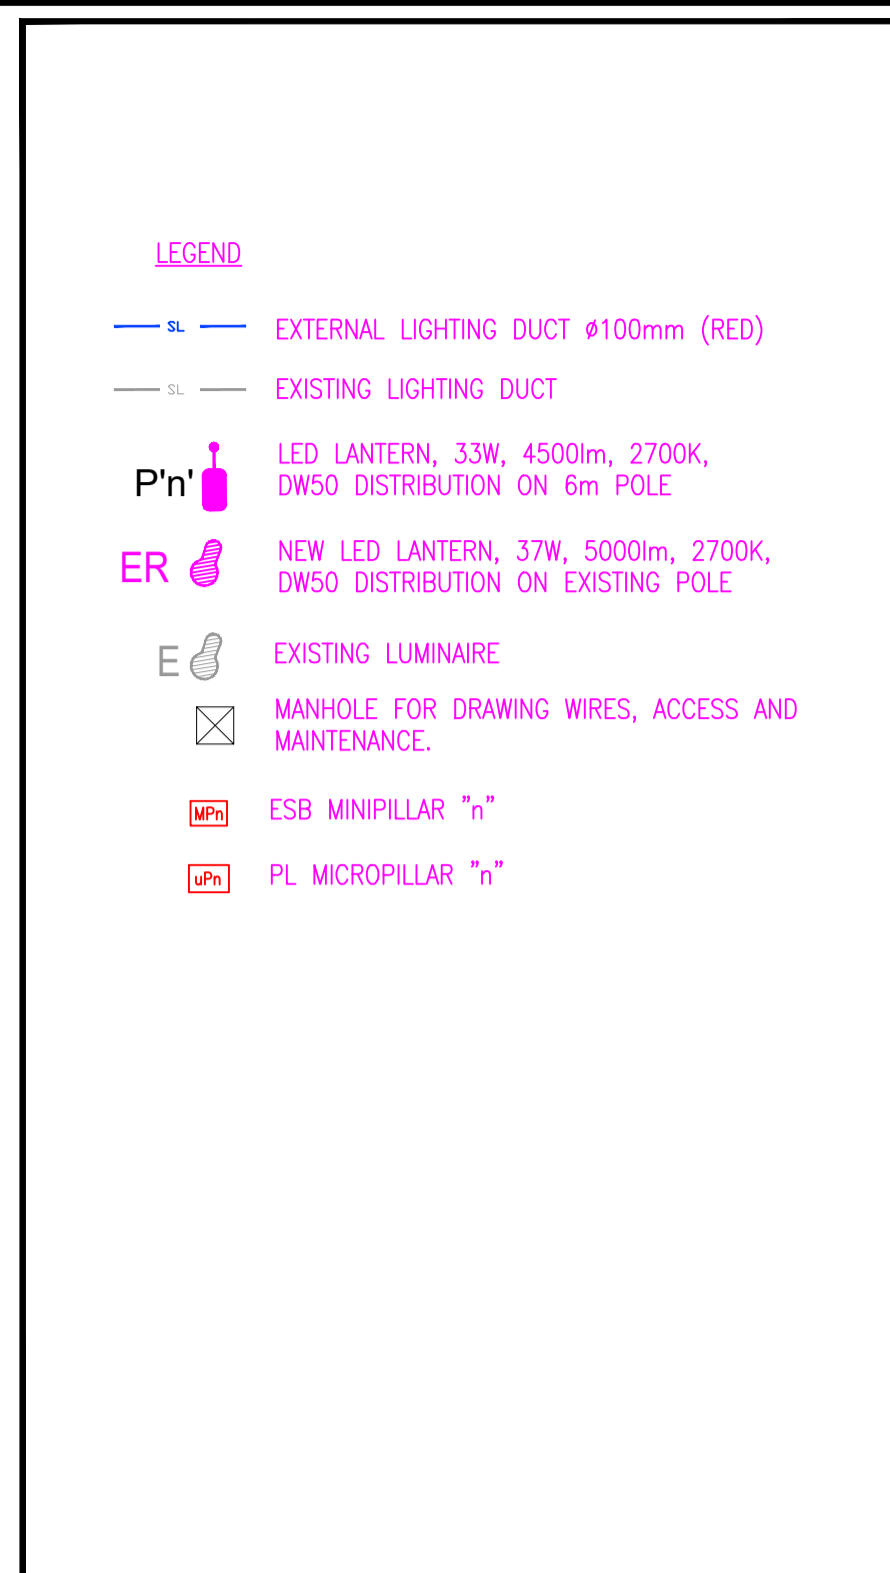 LEGEND
SL EXTERNAL LIGHTING DUCT ø100mm (RED)
SL EXISTING LIGHTING DUCT
P'n' LED LANTERN, 33W, 4500lm, 2700K,
DW50 DISTRIBUTION ON 6m POLE
ER NEW LED LANTERN, 37W, 5000lm, 2700K,
DW50 DISTRIBUTION ON EXISTING POLE
E EXISTING LUMINAIRE
MANHOLE FOR DRAWING WIRES, ACCESS AND
MAINTENANCE.
MPn ESB MINIPILLAR ”n”
uPn PL MICROPILLAR ”n”